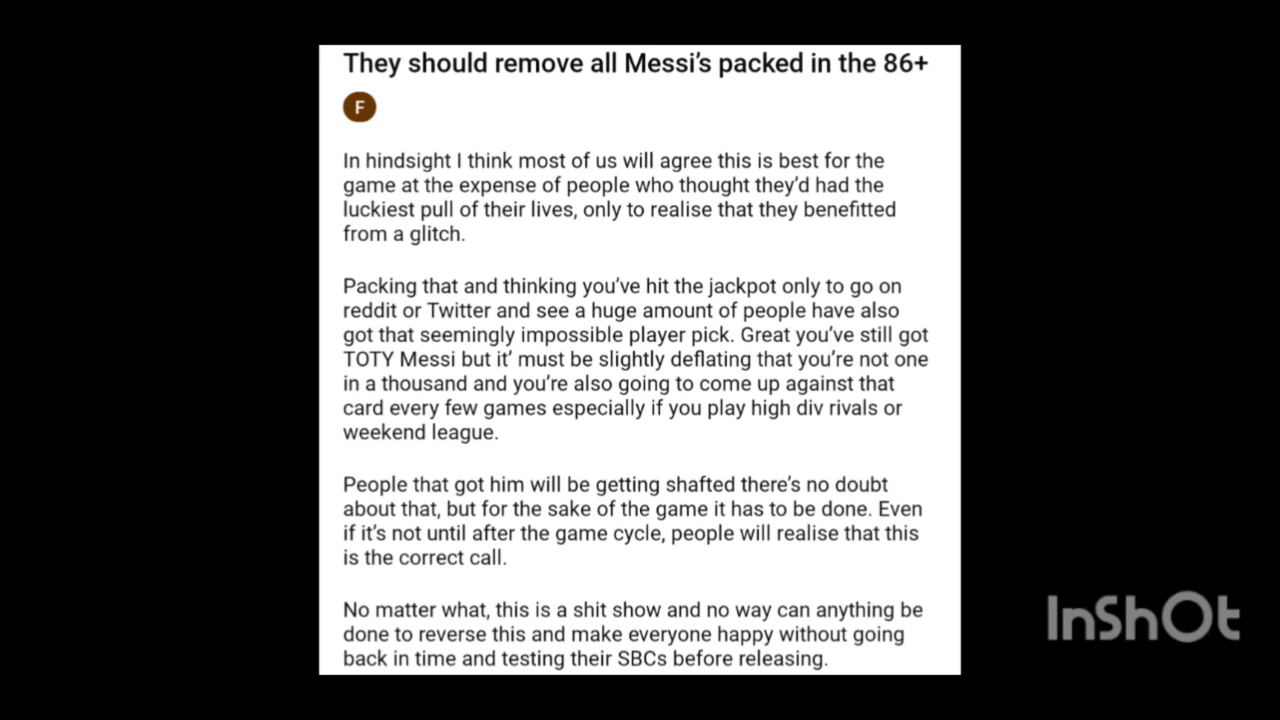 They should remove all Messi's packed in the 86+
F
In hindsight I think most of us will agree this is best for the
game at the expense of people who thought they'd had the
luckiest pull of their lives, only to realise that they benefitted
from a glitch.
Packing that and thinking you've hit the jackpot only to go on
reddit or Twitter and see a huge amount of people have also
got that seemingly impossible player pick. Great you've still got
TOTY Messi but it' must be slightly deflating that you're not one
in a thousand and you're also going to come up against that
card every few games especially if you play high div rivals or
weekend league.
People that got him will be getting shafted there's no doubt
about that, but for the sake of the game it has to be done. Even
if it's not until after the game cycle, people will realise that this
is the correct call.
No matter what, this is a shit show and no way can anything be
done to reverse this and make everyone happy without going
back in time and testing their SBCs before releasing.
InShOt